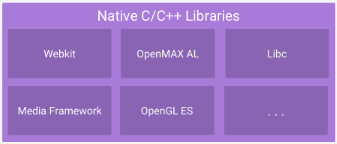 Native C/C++ Libraries
Webkit
OpenMAX AL
Libc
Media Framework
OpenGL ES
. . .